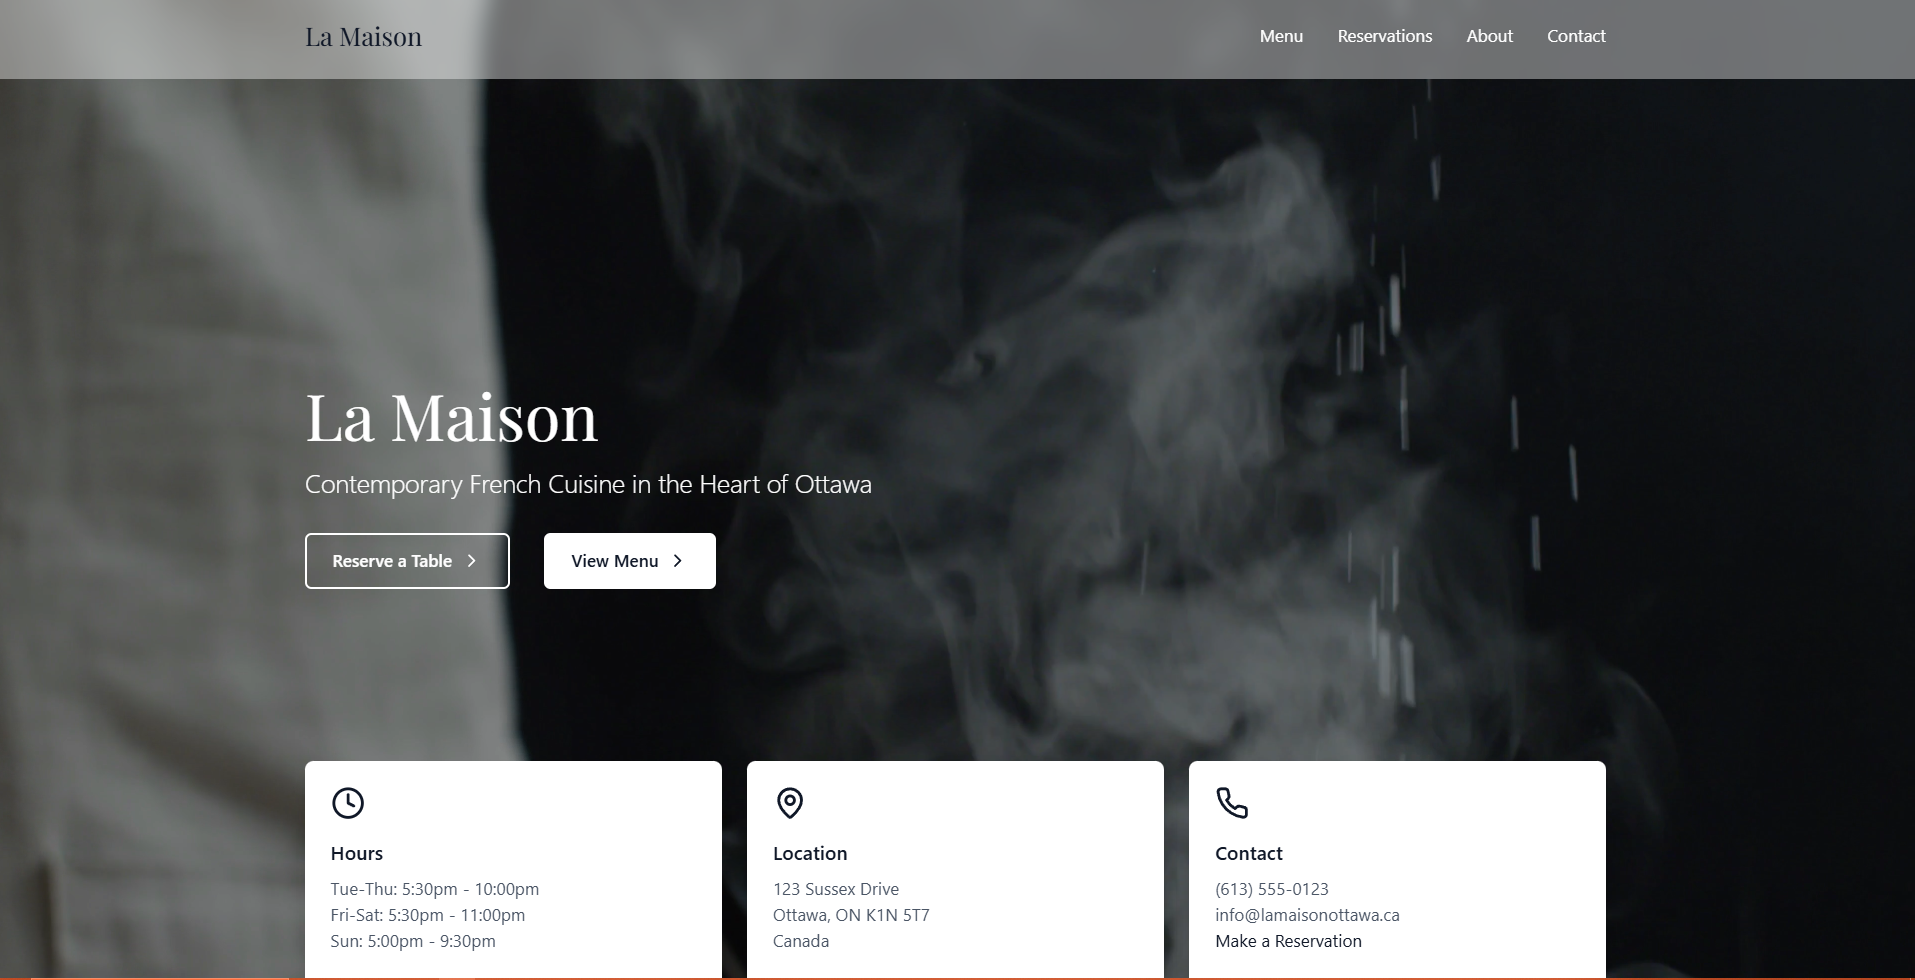 La Maison
Menu
Reservations
About
Contact
La Maison
Contemporary French Cuisine in the Heart of Ottawa
Reserve a Table
View Menu
Hours
Tue-Thu: 5:30pm - 10:00pm
Fri-Sat: 5:30pm - 11:00pm
Sun: 5:00pm - 9:30pm
Location
123 Sussex Drive
Ottawa, ON K1N 5T7
Canada
Contact
(613) 555-0123
info@lamaisonottawa.ca
Make a Reservation